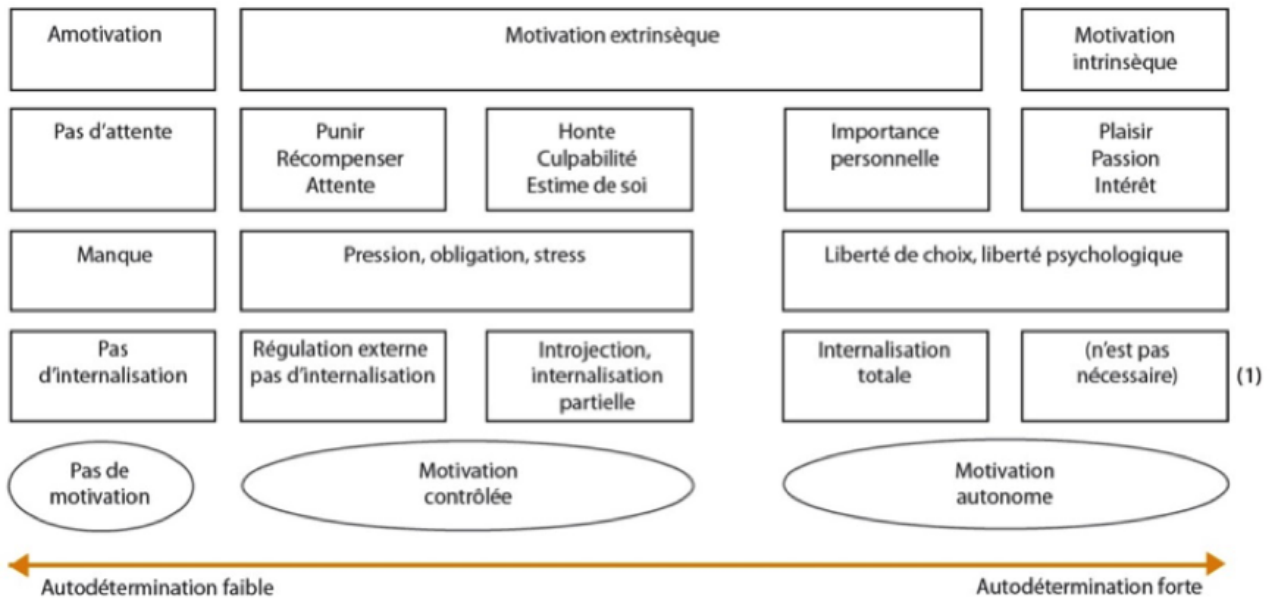 Amotivation
Motivation extrinsèque
Motivation
intrinsèque
Pas d'attente
Punir
Récompenser
Attente
Honte
Culpabilité
Estime de soi
Importance
personnelle
Plaisir
Passion
Intérêt
Manque
Pression, obligation, stress
Liberté de choix, liberté psychologique
Pas
d'internalisation
Régulation externe
pas d'internalisation
Introjection,
internalisation
partielle
Internalisation
totale
(n'est pas
nécessaire)
(1)
Pas de
motivation
Motivation
contrôlée
Motivation
autonome
Autodétermination faible
Autodétermination forte